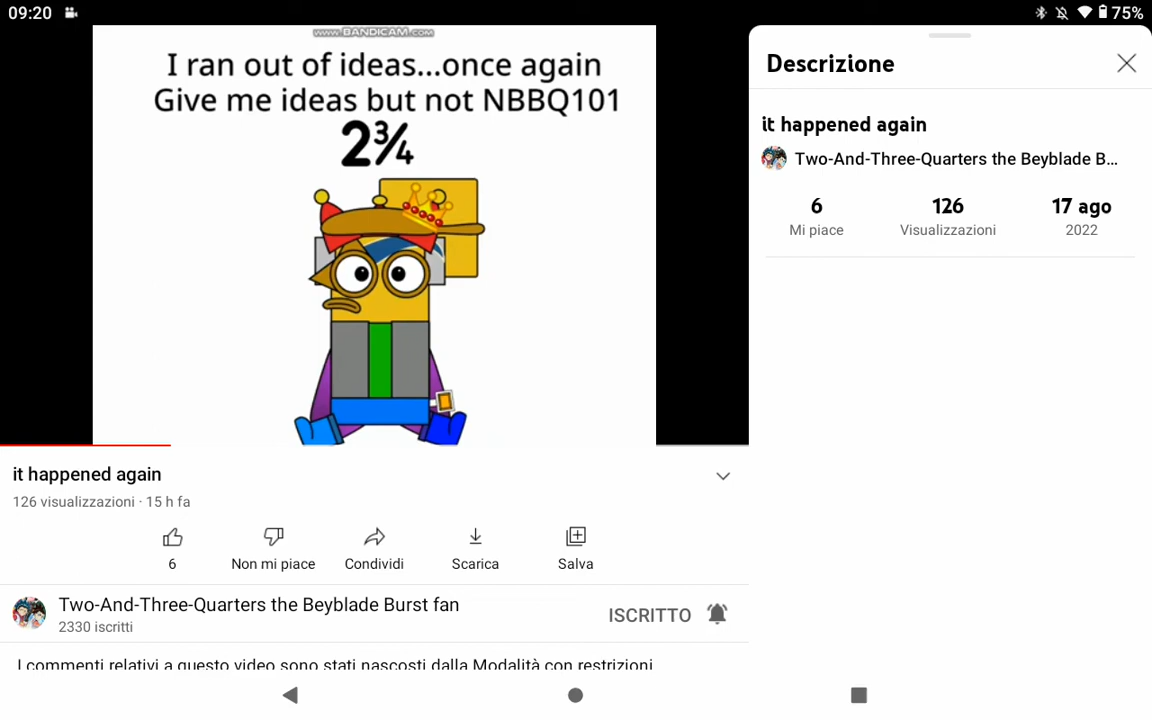 09:20
75%
WWW.BANDICAM.COM
I ran out of ideas...once again
Give me ideas but not NBBQ101
2¾
it happened again
126 visualizzazioni · 15 h fa
6
Non mi piace
Condividi
Scarica
Salva
Two-And-Three-Quarters the Beyblade Burst fan
2330 iscritti
ISCRITTO
I commenti relativi a questo video sono stati nascosti dalla Modalità con restrizioni
Descrizione
it happened again
Two-And-Three-Quarters the Beyblade B...
6
Mi piace
126
Visualizzazioni
17 ago
2022